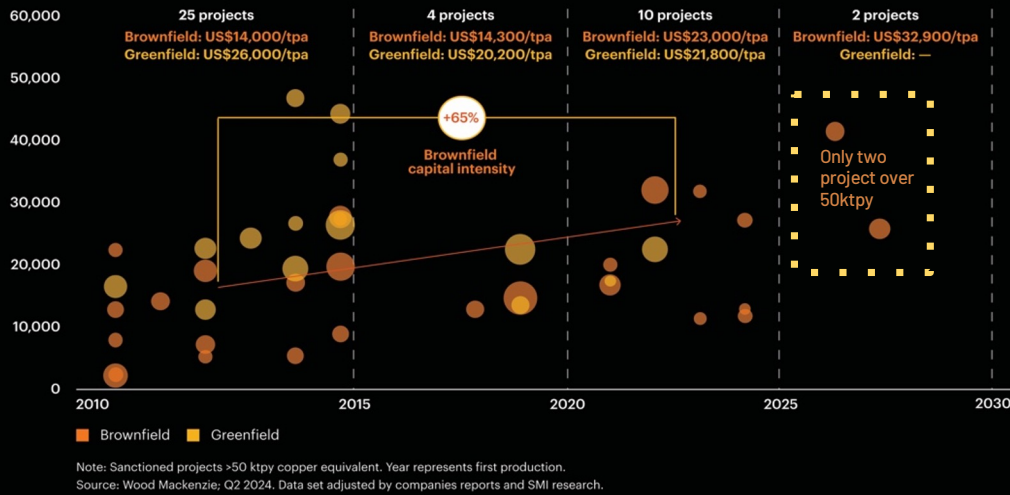 60,000
50,000
40,000
30,000
20,000
10,000
0
25 projects
Brownfield: US$14,000/tpa
Greenfield: US$26,000/tpa
4 projects
Brownfield: US$14,300/tpa
Greenfield: US$20,200/tpa
10 projects
Brownfield: US$23,000/tpa
Greenfield: US$21,800/tpa
2 projects
Brownfield: US$32,900/tpa
Greenfield: —
+65%
Brownfield
capital intensity
Only two
project over
50ktpy
2010
2015
2020
2025
2030
Brownfield
Greenfield
Note: Sanctioned projects >50 ktpy copper equivalent. Year represents first production.
Source: Wood Mackenzie; Q2 2024. Data set adjusted by companies reports and SMI research.